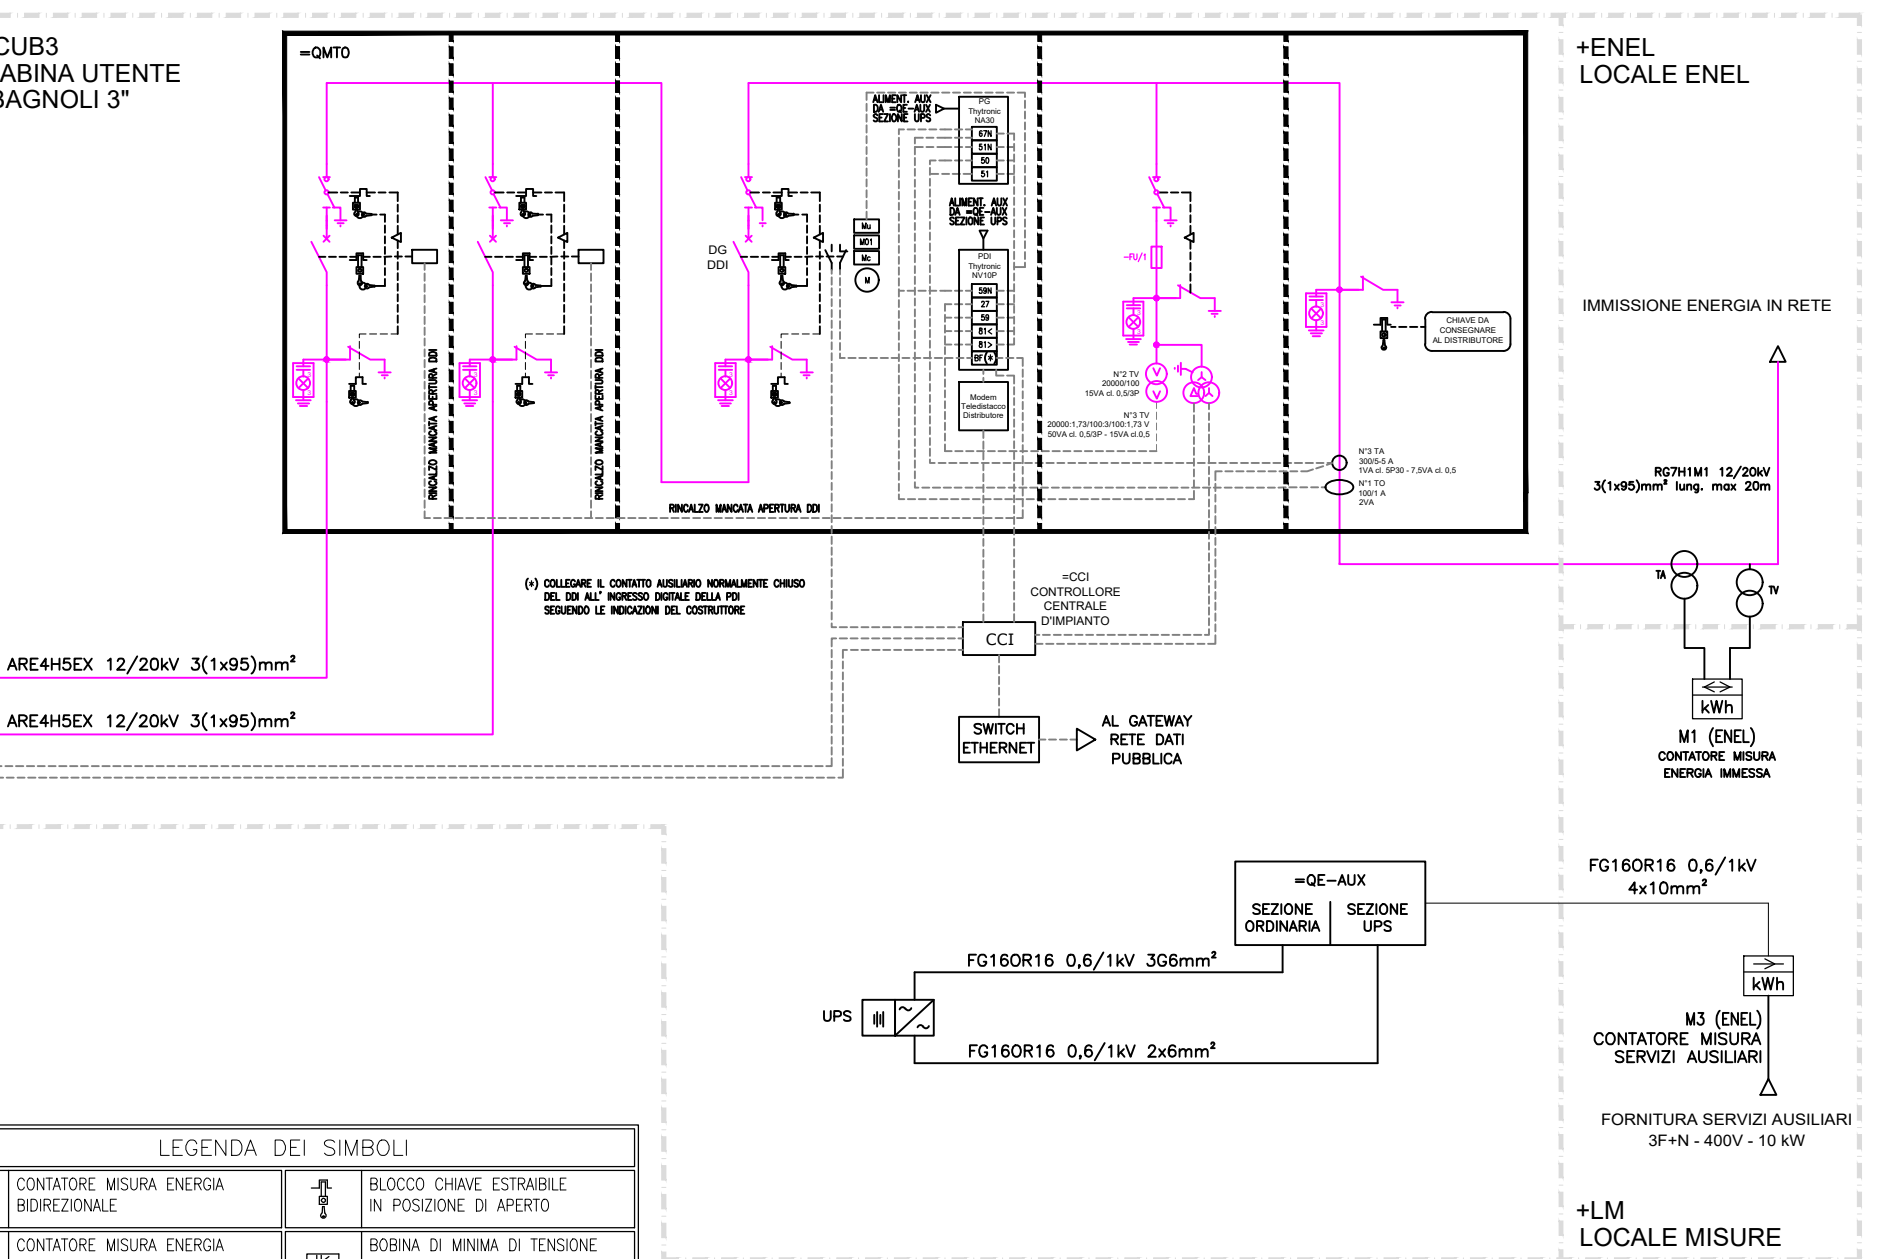 CUB3
ABINA UTENTE
BAGNOLI 3"
=QMT0
ALIMENT. AUX
DA =QE-AUX
SEZIONE UPS
PG
Thytronic
NA30
67N
51N
50
51
ALIMENT. AUX
DA =QE-AUX
SEZIONE UPS
PDI
Thytronic
NV10P
59N
27
59
81<
81>
BF(*)
Modem
Teledistacco
Distributore
DG
DDI
Mu
M01
Mc
M
RINCALZO MANCATA APERTURA DDI
RINCALZO MANCATA APERTURA DDI
RINCALZO MANCATA APERTURA DDI
-FU/1
N°2 TV
20000/100
15VA cl. 0,5/3P
N°3 TV
20000:1,73/100:3/100:1,73 V
50VA cl. 0,5/3P - 15VA cl.0,5
CHIAVE DA
CONSEGNARE
AL DISTRIBUTORE
N°3 TA
300/5-5 A
1VA cl. 5P30 - 7,5VA cl. 0,5
N°1 TO
100/1 A
2VA
+ENEL
LOCALE ENEL
IMMISSIONE ENERGIA IN RETE
RG7H1M1 12/20kV
3(1x95)mm² lung. max 20m
TA
TV
kWh
M1 (ENEL)
CONTATORE MISURA
ENERGIA IMMESSA
(*) COLLEGARE IL CONTATTO AUSILIARIO NORMALMENTE CHIUSO
DEL DDI ALL' INGRESSO DIGITALE DELLA PDI
SEGUENDO LE INDICAZIONI DEL COSTRUTTORE
=CCI
CONTROLLORE
CENTRALE
D'IMPIANTO
CCI
SWITCH
ETHERNET
AL GATEWAY
RETE DATI
PUBBLICA
ARE4H5EX 12/20kV 3(1x95)mm²
ARE4H5EX 12/20kV 3(1x95)mm²
=QE-AUX
SEZIONE
ORDINARIA
SEZIONE
UPS
FG16OR16 0,6/1kV
4x10mm²
FG16OR16 0,6/1kV 3G6mm²
UPS
FG16OR16 0,6/1kV 2x6mm²
kWh
M3 (ENEL)
CONTATORE MISURA
SERVIZI AUSILIARI
FORNITURA SERVIZI AUSILIARI
3F+N - 400V - 10 kW
+LM
LOCALE MISURE
LEGENDA DEI SIMBOLI
CONTATORE MISURA ENERGIA
BIDIREZIONALE
BLOCCO CHIAVE ESTRAIBILE
IN POSIZIONE DI APERTO
CONTATORE MISURA ENERGIA
BOBINA DI MINIMA DI TENSIONE